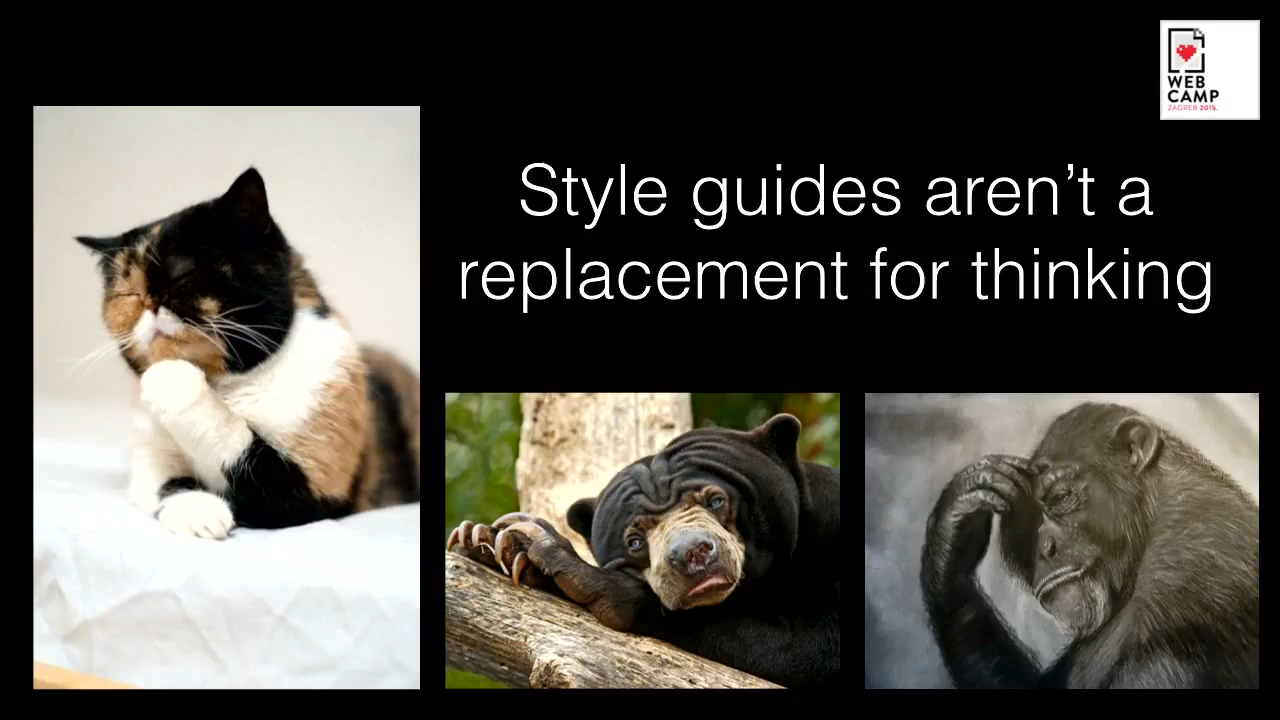 WEB
CAMP
ZAGREB 2015.
Style guides aren’t a
replacement for thinking